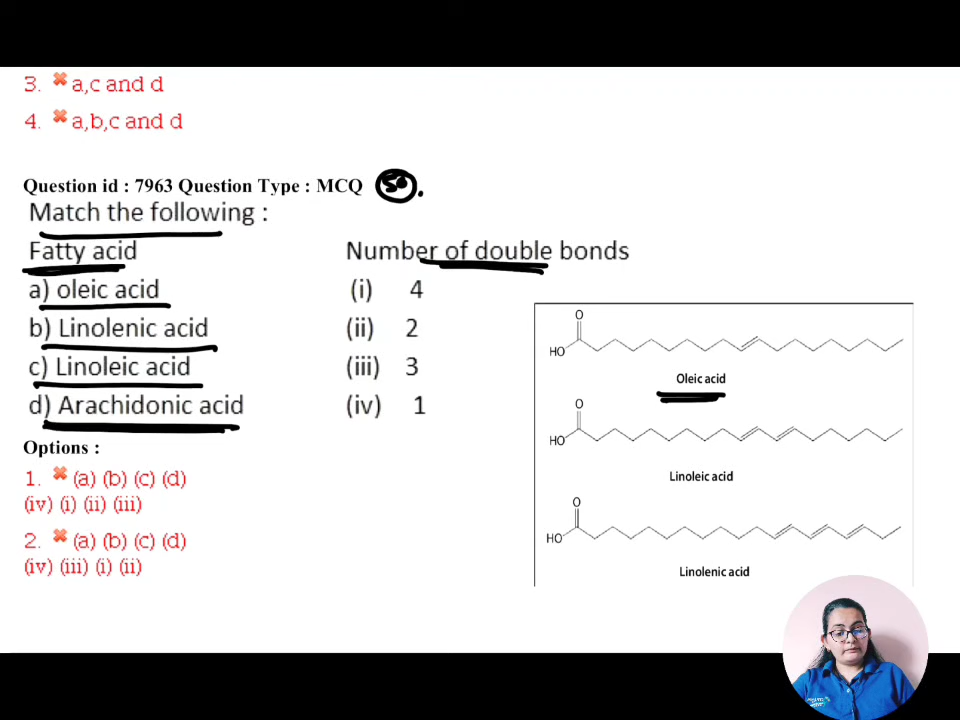 3. ✖ a,c and d
4. ✖ a,b,c and d
Question id : 7963 Question Type : MCQ 50.
Match the following :
Fatty acid Number of double bonds
a) oleic acid (i) 4
b) Linolenic acid (ii) 2
c) Linoleic acid (iii) 3
d) Arachidonic acid (iv) 1
Options :
1. ✖ (a) (b) (c) (d)
(iv) (i) (ii) (iii)
2. ✖ (a) (b) (c) (d)
(iv) (iii) (i) (ii)
O
HO
Oleic acid
O
HO
Linoleic acid
O
HO
Linolenic acid